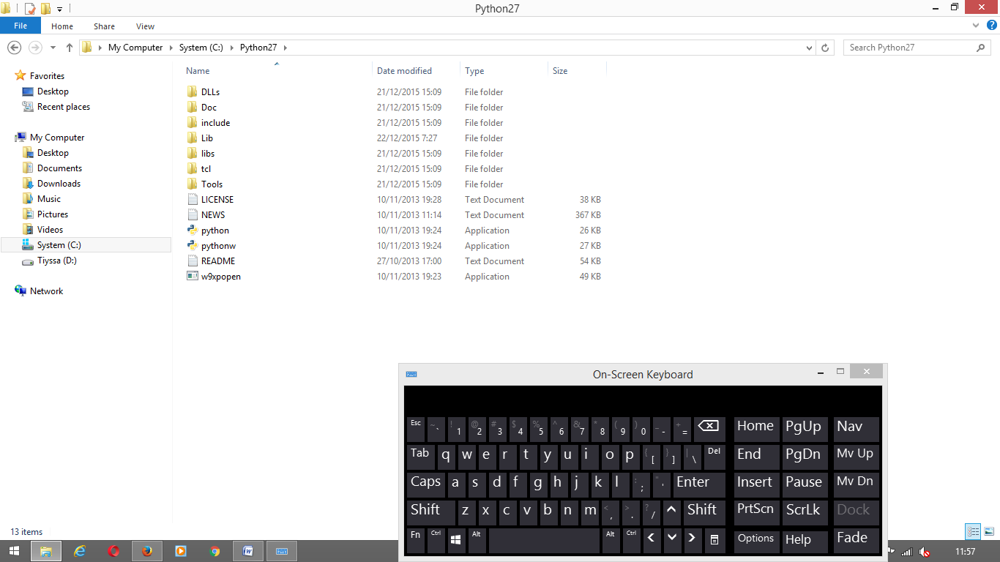 Python27
File Home Share View
My Computer System (C:) Python27 Search Python27
Name Date modified Type Size
Favorites
Desktop
Recent places
My Computer
Desktop
Documents
Downloads
Music
Pictures
Videos
System (C:)
Tiyssa (D:)
Network
DLLs 21/12/2015 15:09 File folder
Doc 21/12/2015 15:09 File folder
include 21/12/2015 15:09 File folder
Lib 22/12/2015 7:27 File folder
libs 21/12/2015 15:09 File folder
tcl 21/12/2015 15:09 File folder
Tools 21/12/2015 15:09 File folder
LICENSE 10/11/2013 19:28 Text Document 38 KB
NEWS 10/11/2013 11:14 Text Document 367 KB
python 10/11/2013 19:24 Application 26 KB
pythonw 10/11/2013 19:24 Application 27 KB
README 27/10/2013 17:00 Text Document 54 KB
w9xpopen 10/11/2013 19:23 Application 49 KB
On-Screen Keyboard
Esc ~ ` ! 1 @ 2 # 3 $ 4 % 5 ^ 6 & 7 * 8 ( 9 ) 0 _ - + = Home PgUp Nav
Tab q w e r t y u i o p { [ } ] | \ Del End PgDn Mv Up
Caps a s d f g h j k l : ; " ' Enter Insert Pause Mv Dn
Shift z x c v b n m < , > . ? / Shift PrtScn ScrLk Dock
Fn Ctrl Alt Alt Ctrl Options Help Fade
13 items
11:57